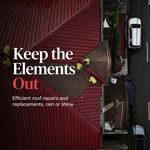 Keep the
Elements
Out
Efficient roof repairs and
replacements, rain or shine